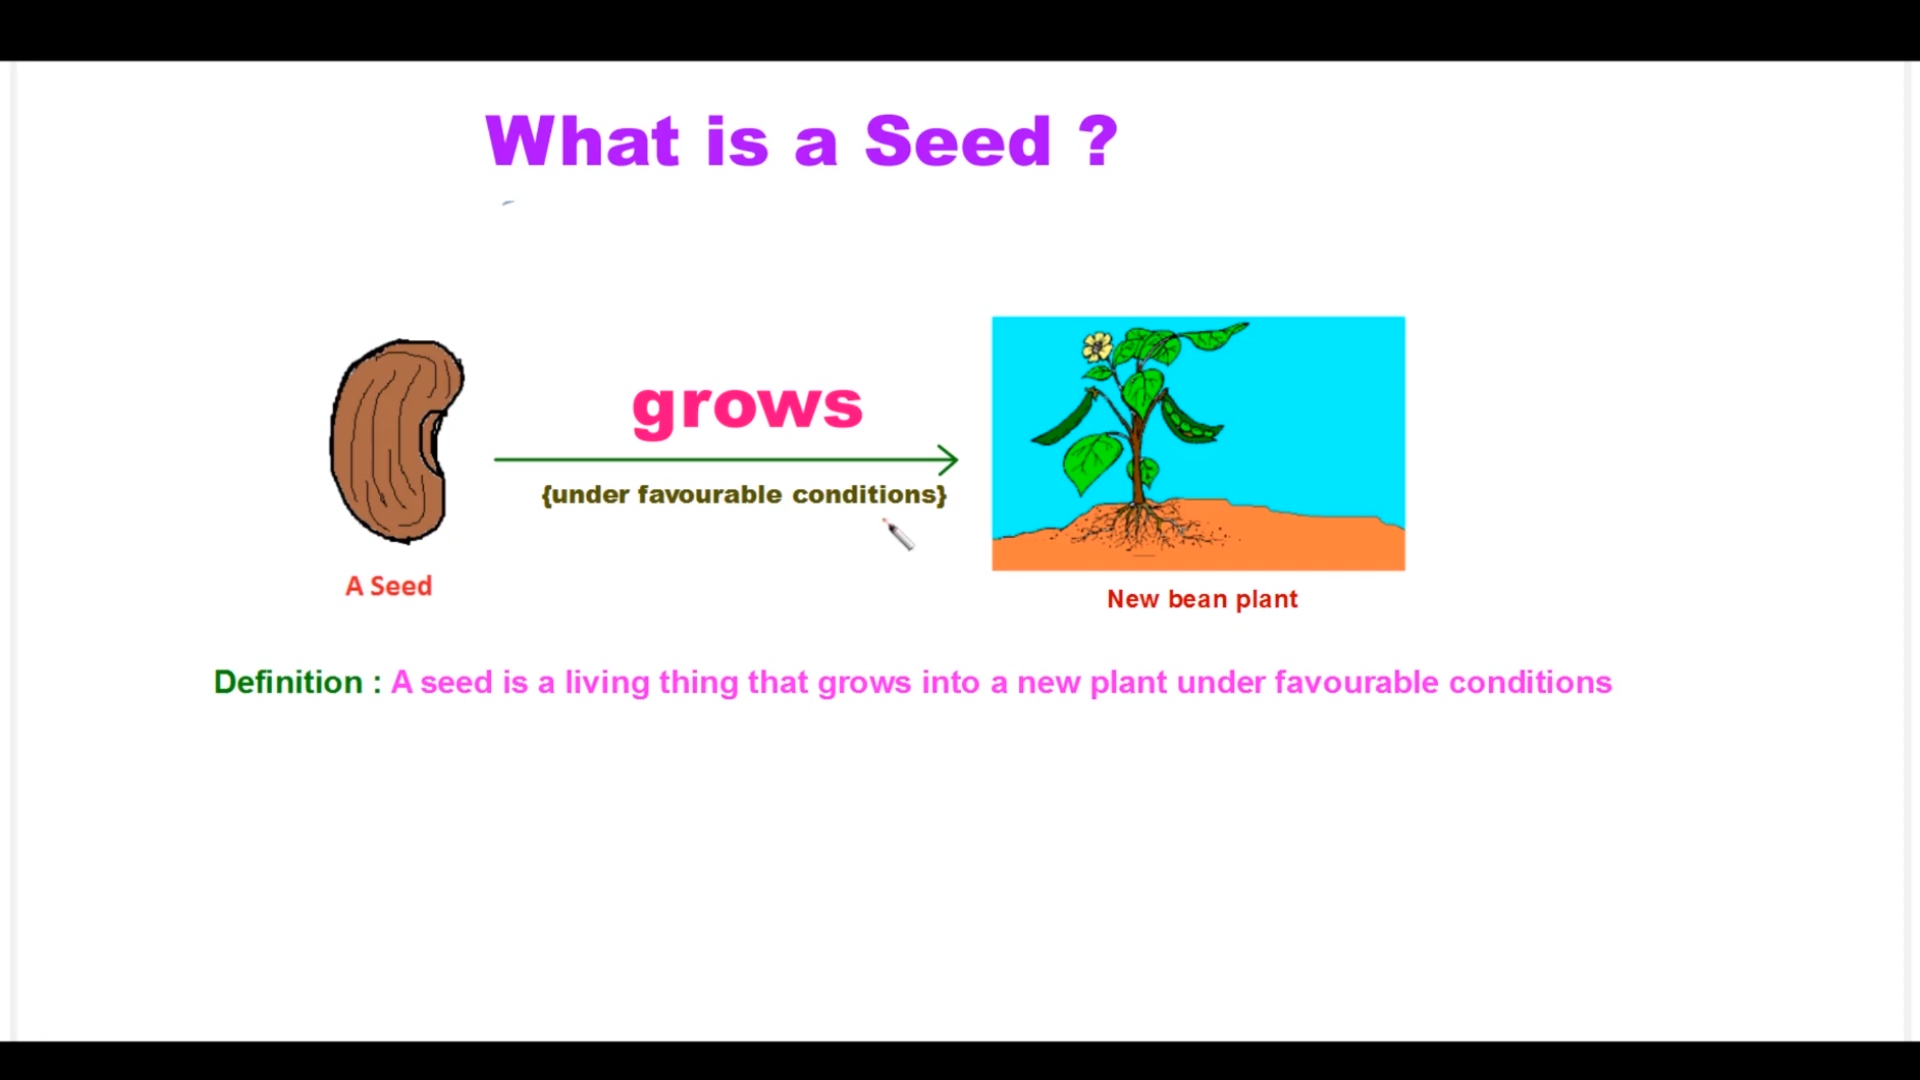 What is a Seed ?
grows
{under favourable conditions}
A Seed
New bean plant
Definition : A seed is a living thing that grows into a new plant under favourable conditions